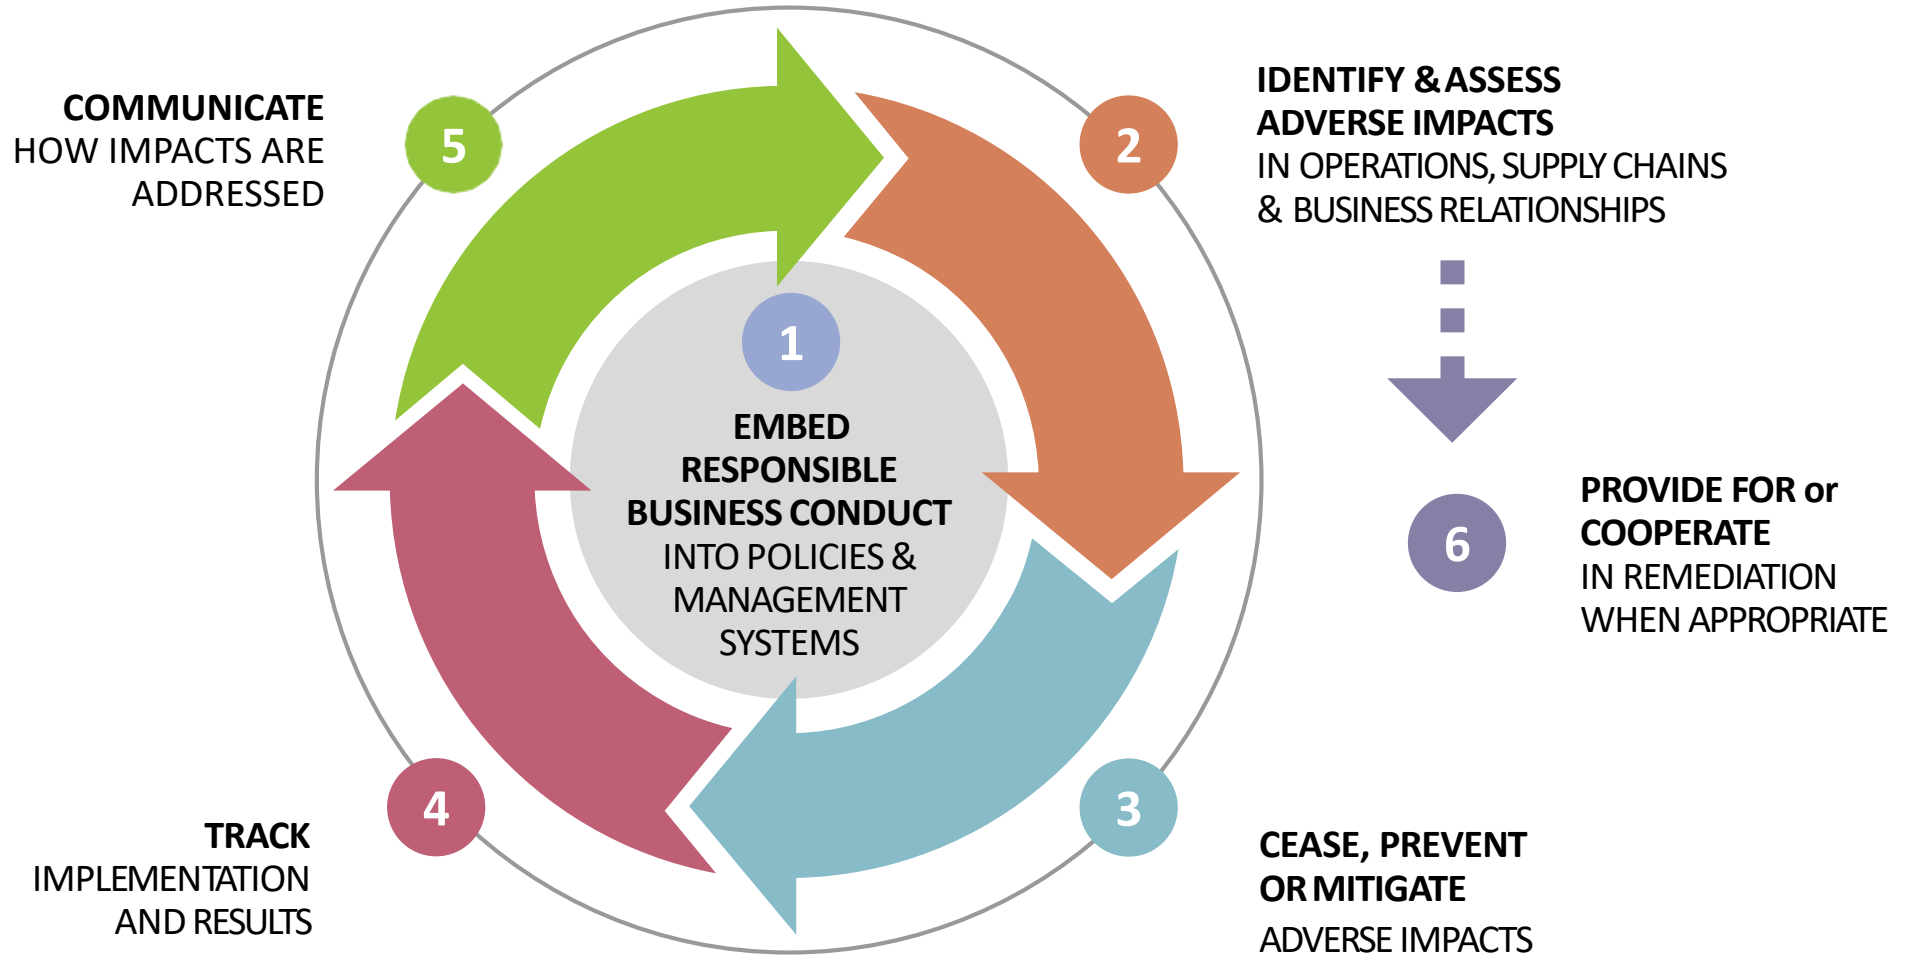 COMMUNICATE
HOW IMPACTS ARE
ADDRESSED
5
2
IDENTIFY & ASSESS
ADVERSE IMPACTS
IN OPERATIONS, SUPPLY CHAINS
& BUSINESS RELATIONSHIPS
1
EMBED
RESPONSIBLE
BUSINESS CONDUCT
INTO POLICIES &
MANAGEMENT
SYSTEMS
6
PROVIDE FOR or
COOPERATE
IN REMEDIATION
WHEN APPROPRIATE
4
TRACK
IMPLEMENTATION
AND RESULTS
3
CEASE, PREVENT
OR MITIGATE
ADVERSE IMPACTS